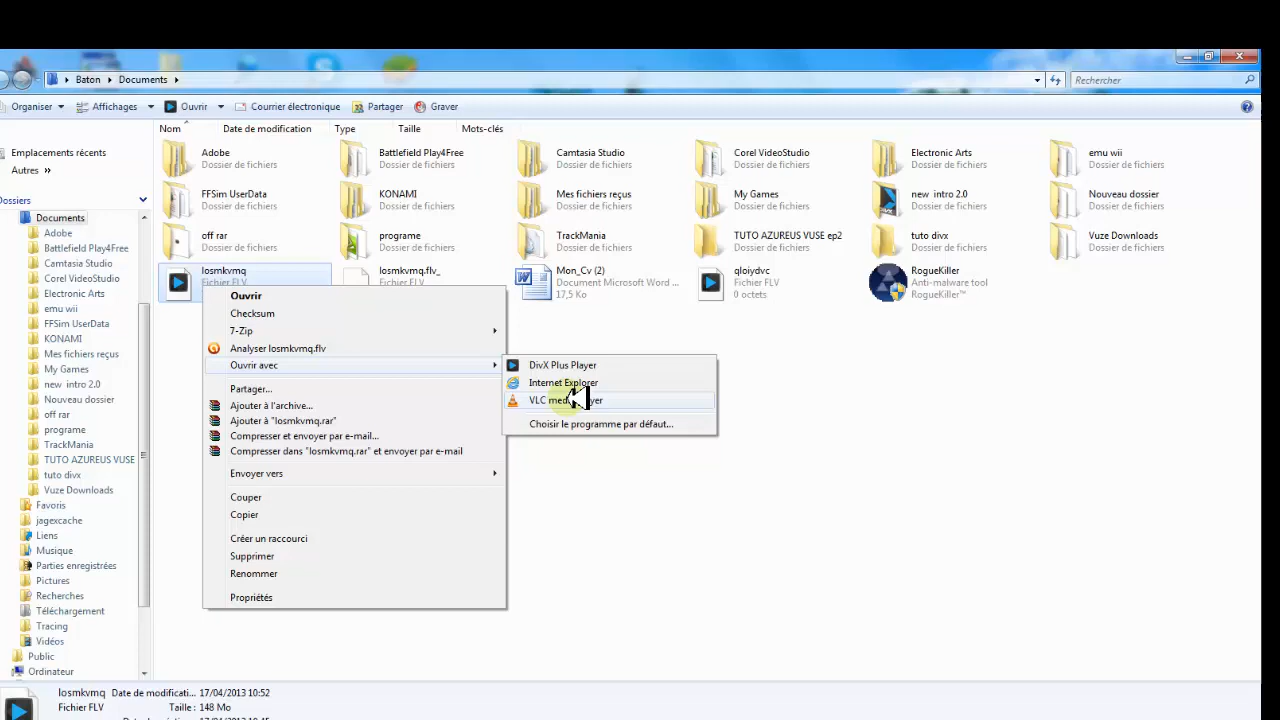 Baton
Documents
Rechercher
Organiser
Affichages
Ouvrir
Courrier électronique
Partager
Graver
Nom
Date de modification
Type
Taille
Mots-clés
Emplacements récents
Autres »
Dossiers
Documents
Adobe
Battlefield Play4Free
Camtasia Studio
Corel VideoStudio
Electronic Arts
emu wii
FFSim UserData
KONAMI
Mes fichiers reçus
My Games
new intro 2.0
Nouveau dossier
off rar
programe
TrackMania
TUTO AZUREUS VUSE
tuto divx
Vuze Downloads
Favoris
jagexcache
Liens
Musique
Parties enregistrées
Pictures
Recherches
Téléchargement
Tracing
Vidéos
Public
Ordinateur
Adobe
Dossier de fichiers
Battlefield Play4Free
Dossier de fichiers
Camtasia Studio
Dossier de fichiers
Corel VideoStudio
Dossier de fichiers
Electronic Arts
Dossier de fichiers
emu wii
Dossier de fichiers
FFSim UserData
Dossier de fichiers
KONAMI
Dossier de fichiers
Mes fichiers reçus
Dossier de fichiers
My Games
Dossier de fichiers
new intro 2.0
Dossier de fichiers
Nouveau dossier
Dossier de fichiers
off rar
Dossier de fichiers
programe
Dossier de fichiers
TrackMania
Dossier de fichiers
TUTO AZUREUS VUSE ep2
Dossier de fichiers
tuto divx
Dossier de fichiers
Vuze Downloads
Dossier de fichiers
losmkvmq
Fichier FLV
losmkvmq.flv_
Fichier FLV_
Mon_Cv (2)
Document Microsoft Word ...
17,5 Ko
qloiydvc
Fichier FLV
0 octets
RogueKiller
Anti-malware tool
RogueKiller™
Ouvrir
Checksum
7-Zip
Analyser losmkvmq.flv
Ouvrir avec
Partager...
Ajouter à l'archive...
Ajouter à "losmkvmq.rar"
Compresser et envoyer par e-mail...
Compresser dans "losmkvmq.rar" et envoyer par e-mail
Envoyer vers
Couper
Copier
Créer un raccourci
Supprimer
Renommer
Propriétés
DivX Plus Player
Internet Explorer
VLC
Choisir le programme par défaut...
losmkvmq Date de modificati... 17/04/2013 10:52
Fichier FLV Taille : 148 Mo